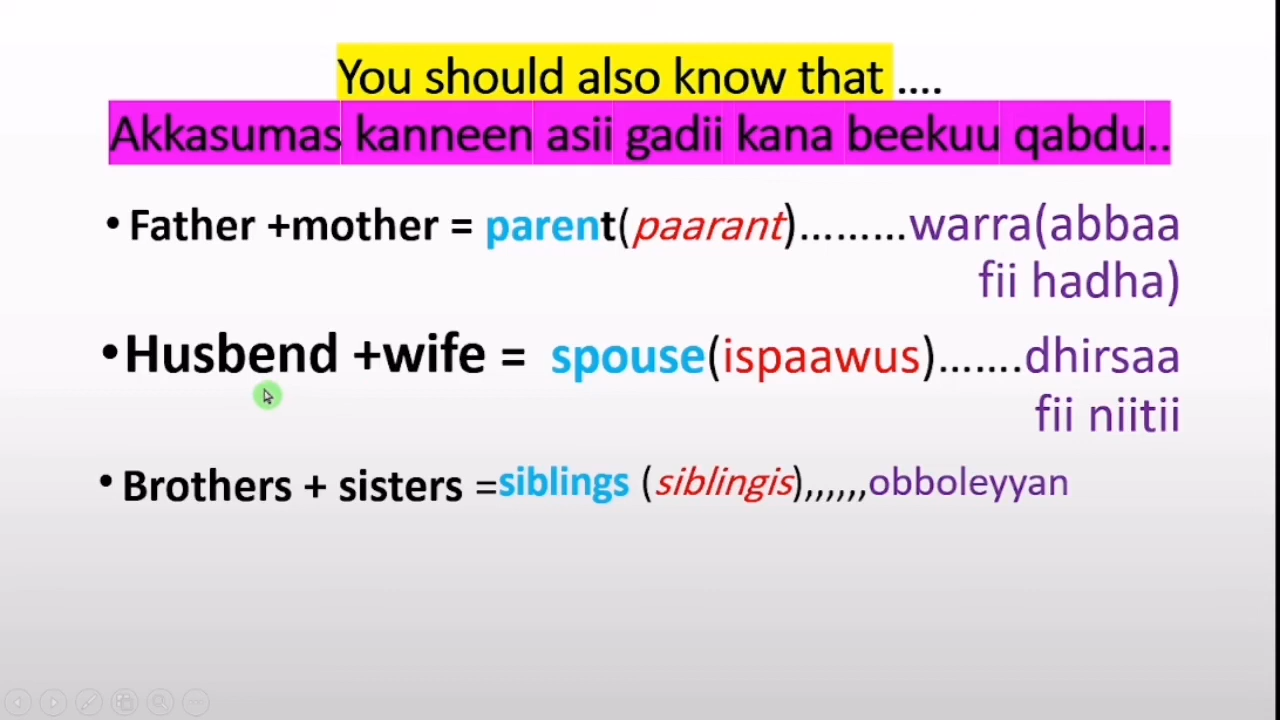 You should also know that ....
Akkasumas kanneen asii gadii kana beekuu qabdu..
• Father +mother = parent(paarant)………warra(abbaa
fii hadha)
•Husbend +wife = spouse(ispaawus)…….dhirsaa
fii niitii
• Brothers + sisters =siblings (siblingis),,,,,,obboleyyan